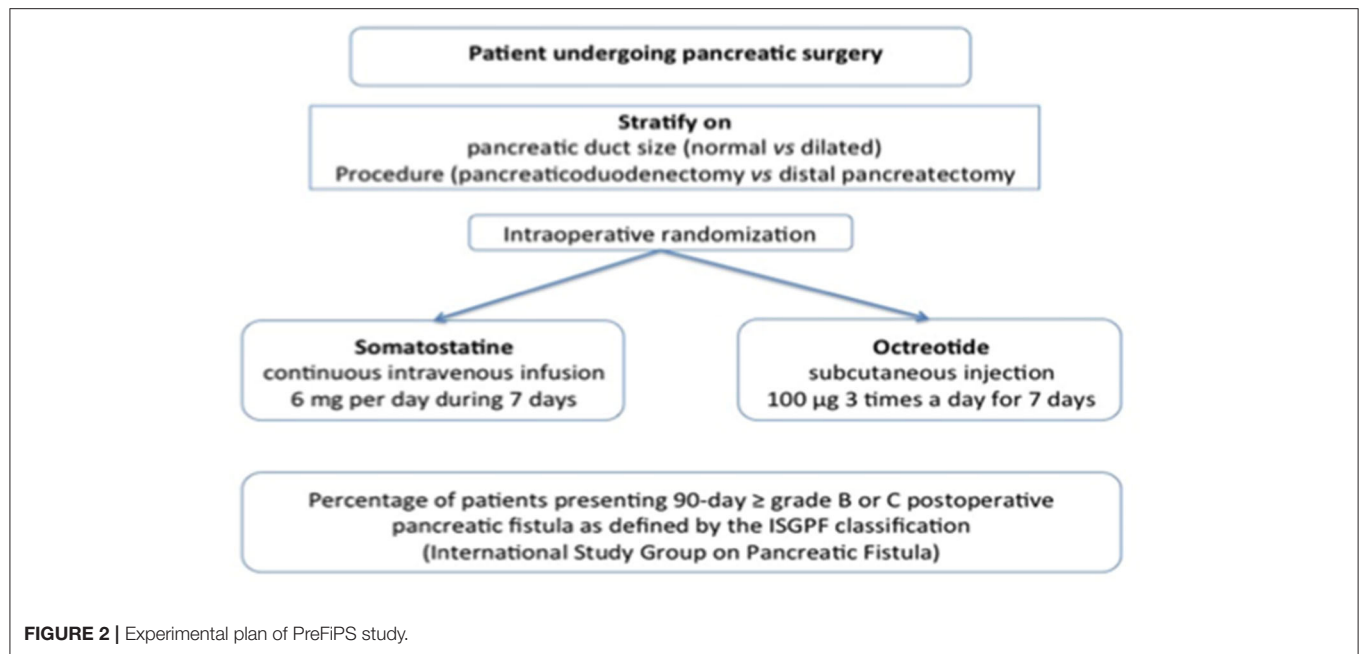 Patient undergoing pancreatic surgery
Stratify on
pancreatic duct size (normal vs dilated)
Procedure (pancreaticoduodenectomy vs distal pancreatectomy
Intraoperative randomization
Somatostatine
continuous intravenous infusion
6 mg per day during 7 days
Octreotide
subcutaneous injection
100 µg 3 times a day for 7 days
Percentage of patients presenting 90-day ≥ grade B or C postoperative
pancreatic fistula as defined by the ISGPF classification
(International Study Group on Pancreatic Fistula)
FIGURE 2 | Experimental plan of PreFiPS study.